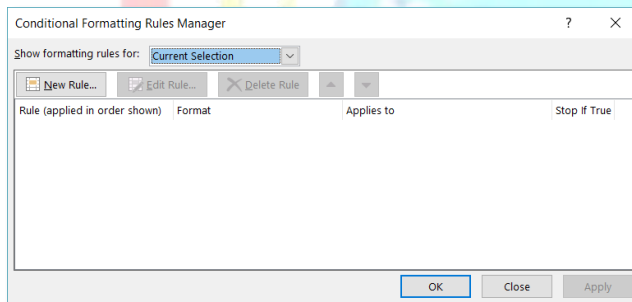 Conditional Formatting Rules Manager ? ×
Show formatting rules for: Current Selection
New Rule... Edit Rule... Delete Rule
Rule (applied in order shown) Format Applies to Stop If True
OK Close Apply